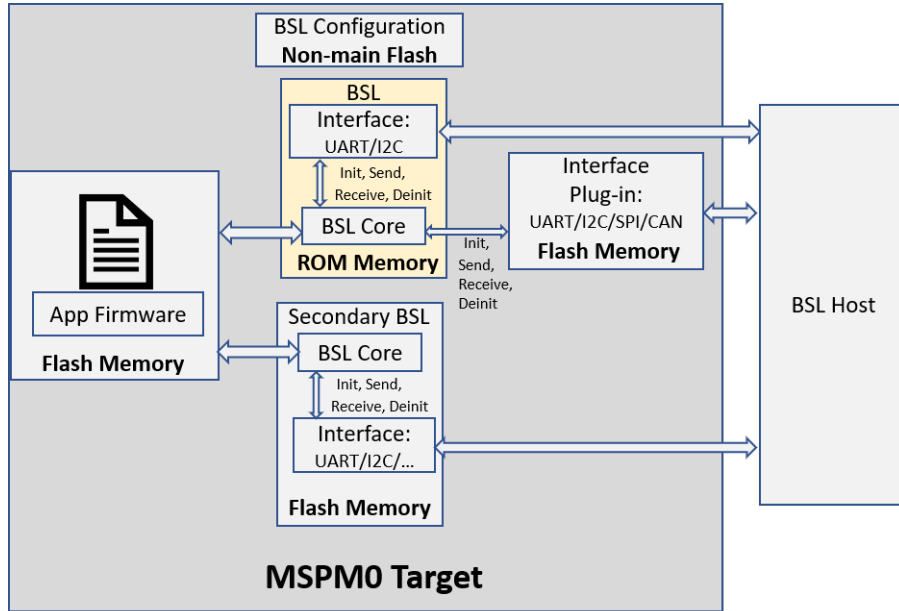 BSL Configuration
Non-main Flash
BSL
Interface:
UART/I2C
Init, Send,
Receive, Deinit
BSL Core
ROM Memory
Init,
Send,
Receive,
Deinit
Interface
Plug-in:
UART/I2C/SPI/CAN
Flash Memory
BSL Host
App Firmware
Flash Memory
Secondary BSL
BSL Core
Init, Send,
Receive, Deinit
Interface:
UART/I2C/...
Flash Memory
MSPM0 Target